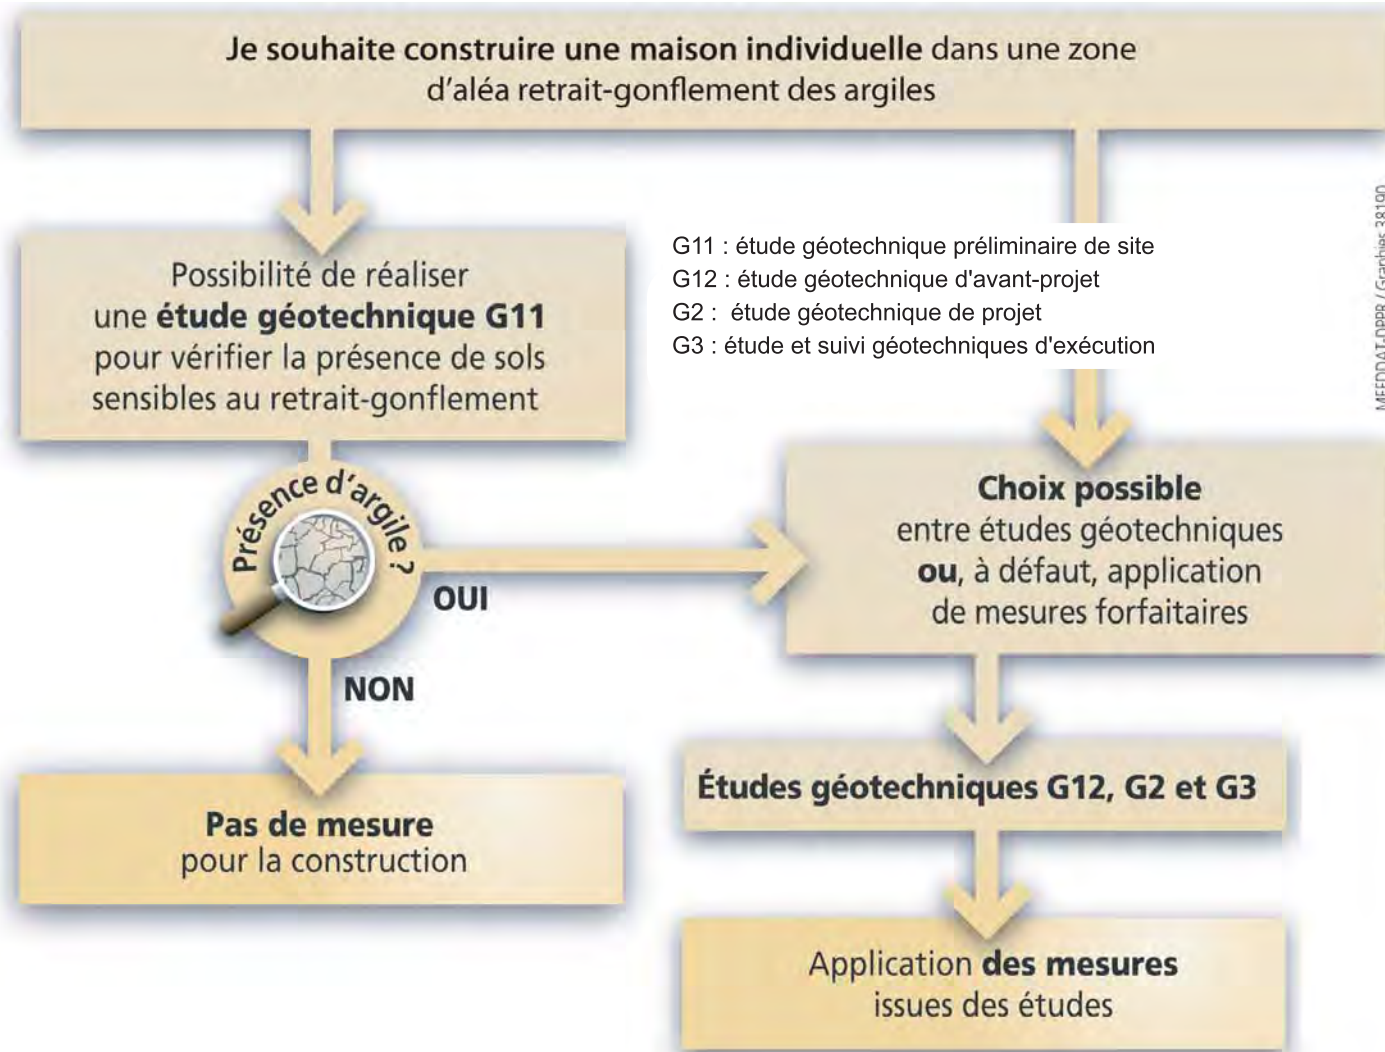 Je souhaite construire une maison individuelle dans une zone
d'aléa retrait-gonflement des argiles
Possibilité de réaliser
une étude géotechnique G11
pour vérifier la présence de sols
sensibles au retrait-gonflement
G11 : étude géotechnique préliminaire de site
G12 : étude géotechnique d'avant-projet
G2 : étude géotechnique de projet
G3 : étude et suivi géotechniques d'exécution
MEEDDAT-DPPR / Graphies 38190
Présence d'argile ?
OUI
NON
Choix possible
entre études géotechniques
ou, à défaut, application
de mesures forfaitaires
Pas de mesure
pour la construction
Études géotechniques G12, G2 et G3
Application des mesures
issues des études